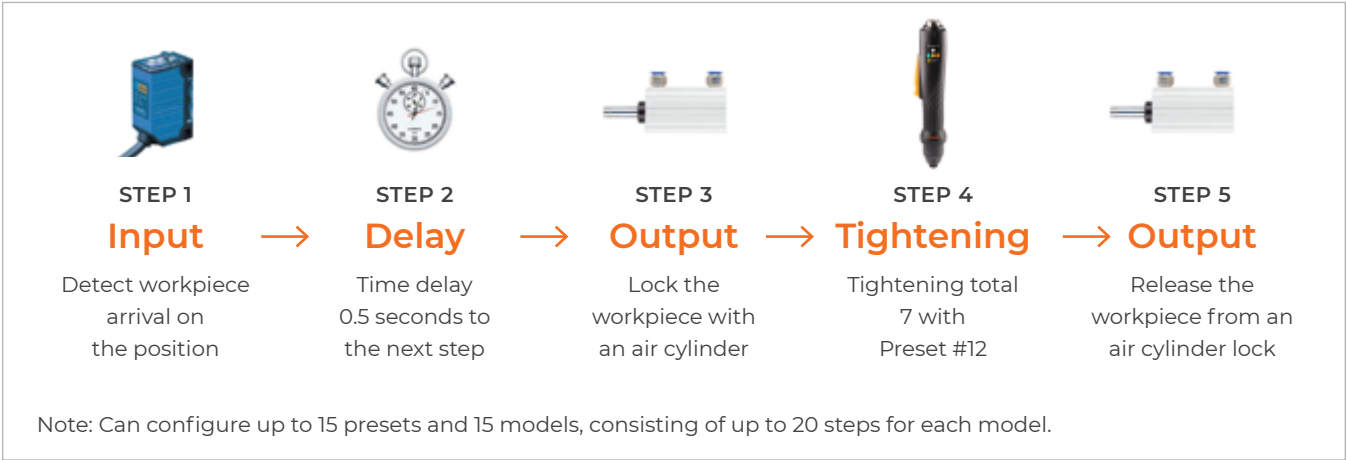 STEP 1
Input
Detect workpiece
arrival on
the position
STEP 2
Delay
Time delay
0.5 seconds to
the next step
STEP 3
Output
Lock the
workpiece with
an air cylinder
STEP 4
Tightening
Tightening total
7 with
Preset #12
STEP 5
Output
Release the
workpiece from an
air cylinder lock
Note: Can configure up to 15 presets and 15 models, consisting of up to 20 steps for each model.